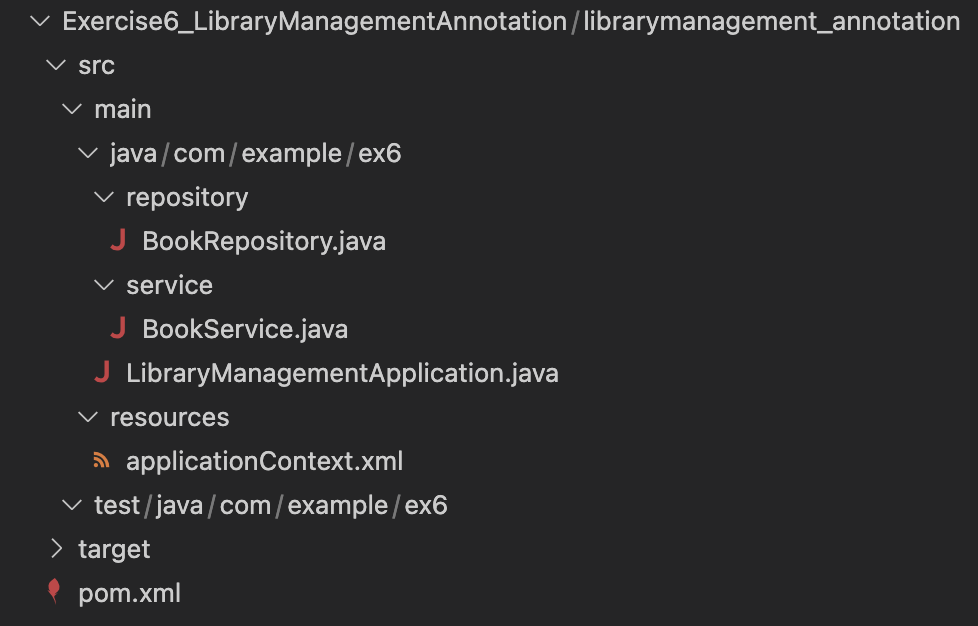 Exercise6_LibraryManagementAnnotation/librarymanagement_annotation
src
main
java/com/example/ex6
repository
BookRepository.java
service
BookService.java
LibraryManagementApplication.java
resources
applicationContext.xml
test/java/com/example/ex6
target
pom.xml